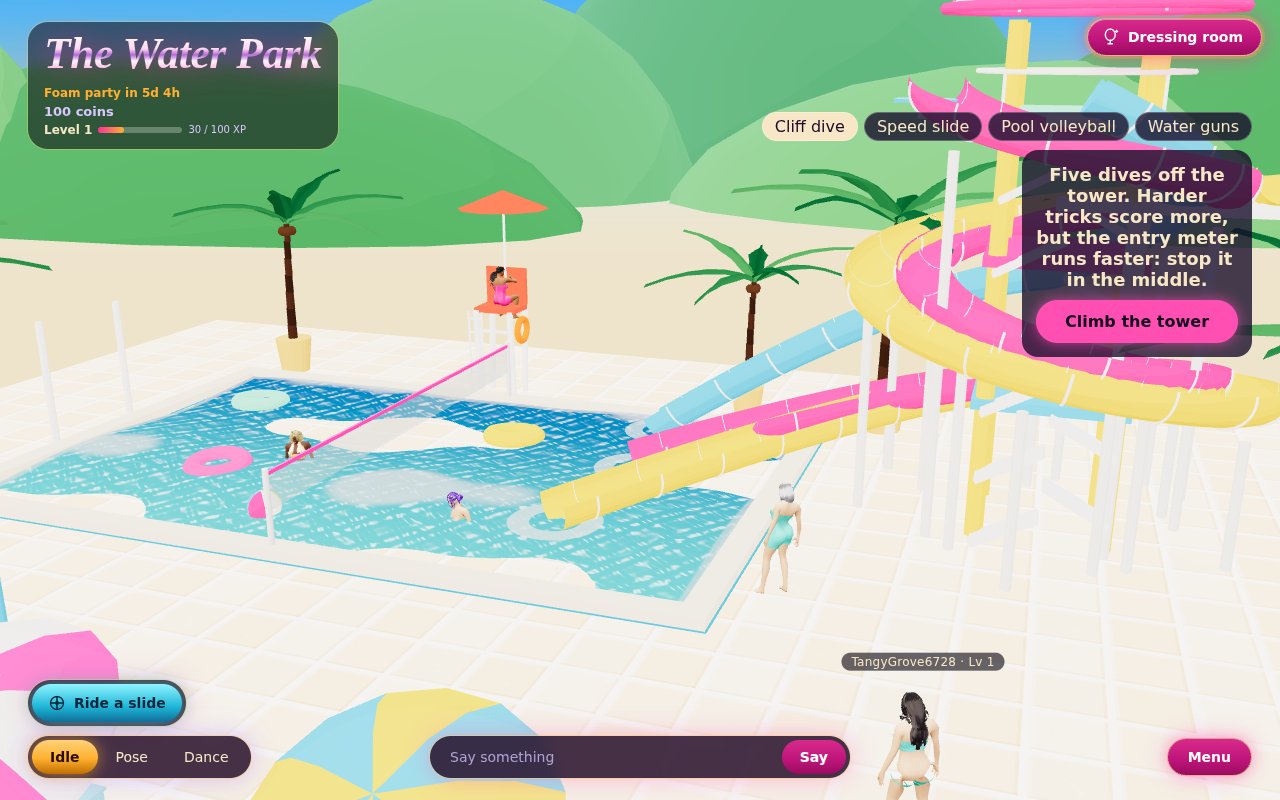 The Water Park
Foam party in 5d 4h
100 coins
Level 1 30 / 100 XP
Dressing room
Cliff dive Speed slide Pool volleyball Water guns
Five dives off the
tower. Harder
tricks score more,
but the entry meter
runs faster: stop it
in the middle.
Climb the tower
TangyGrove6728 · Lv 1
Ride a slide
Idle Pose Dance
Say something Say
Menu